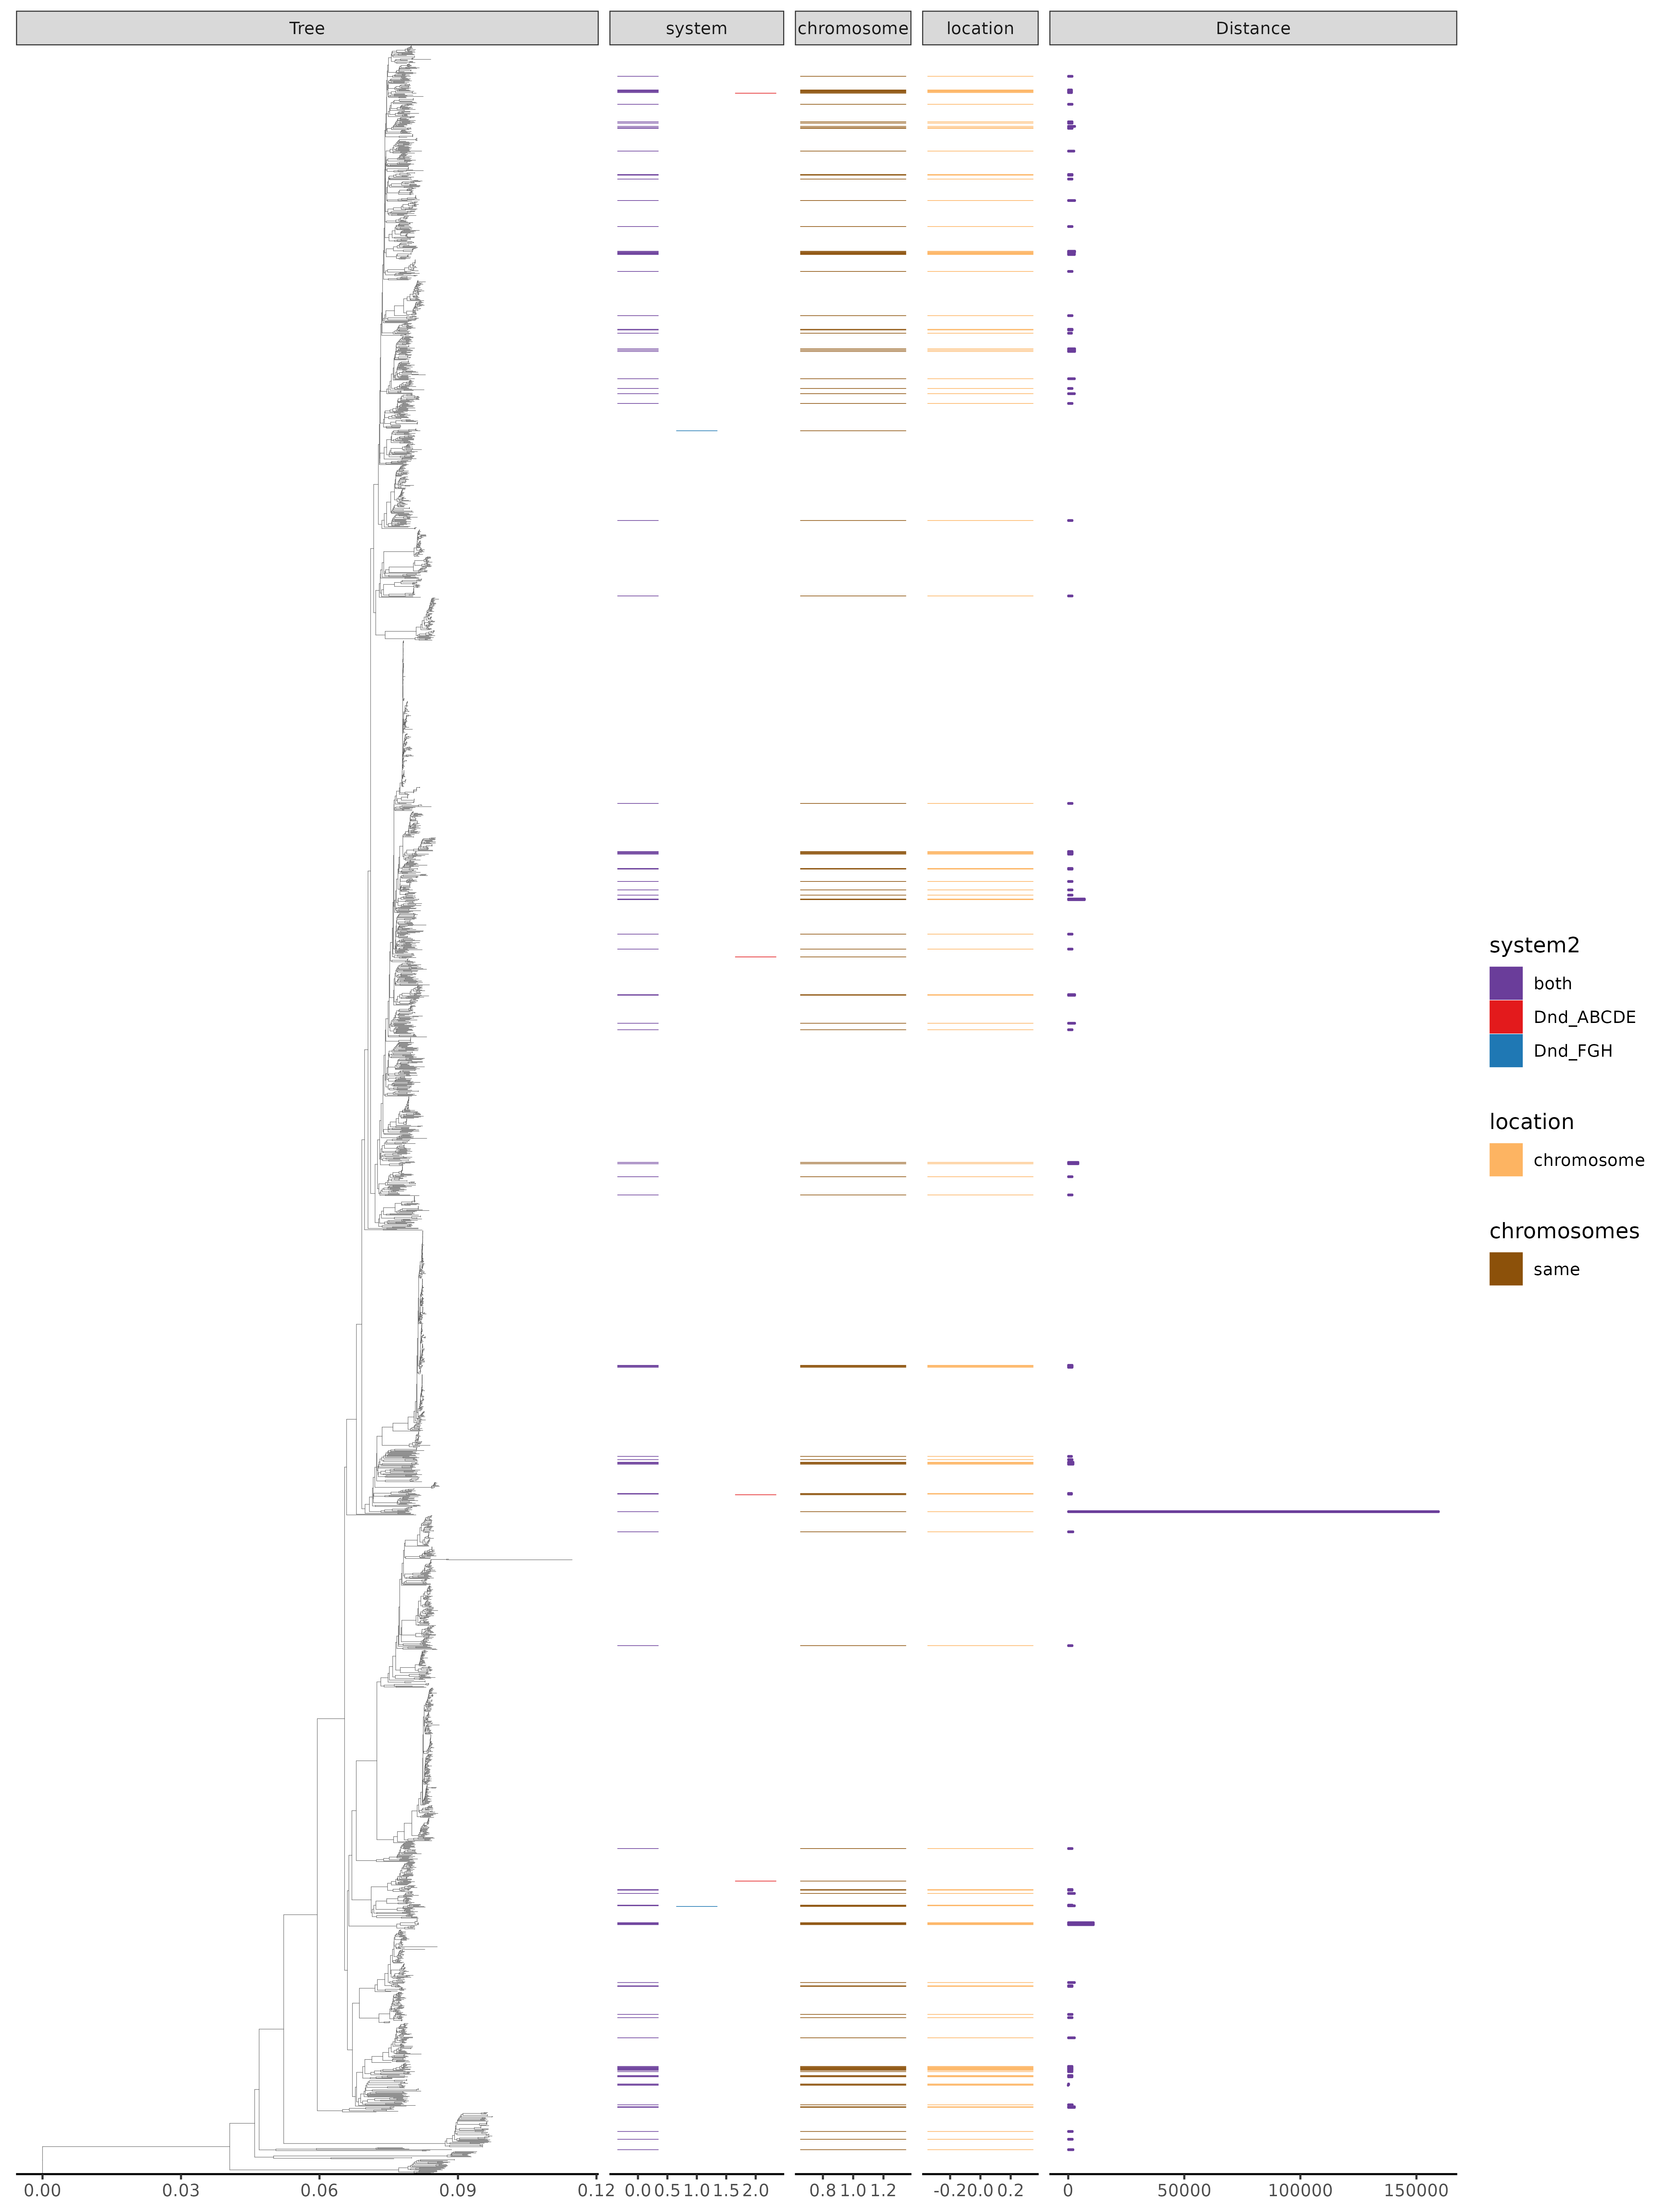 Tree system chromosome location Distance
system2
both
Dnd_ABCDE
Dnd_FGH
location
chromosome
chromosomes
same
0.00 0.03 0.06 0.09 0.12 0.0 0.5 1.0 1.5 2.0 0.8 1.0 1.2 -0.2 0.0 0.2 0 50000 100000 150000